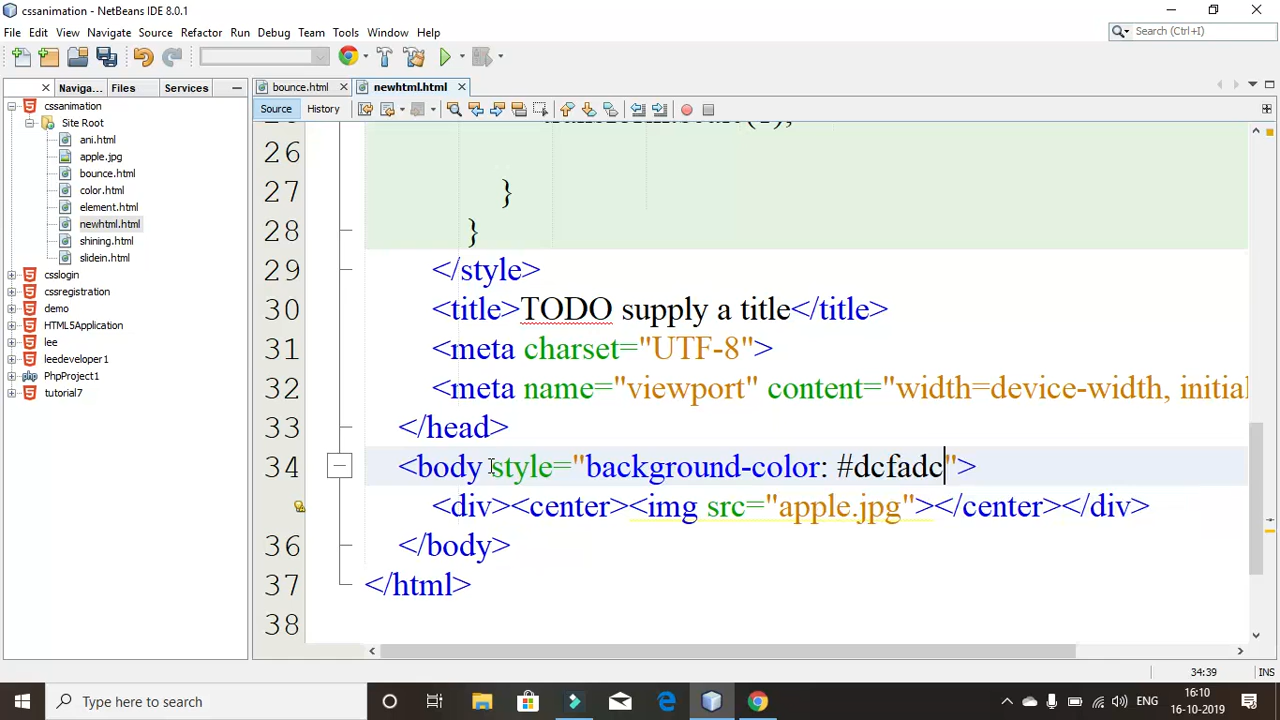 cssanimation - NetBeans IDE 8.0.1
File Edit View Navigate Source Refactor Run Debug Team Tools Window Help
Search (Ctrl+I)
Naviga... Files Services
bounce.html newhtml.html
Source History
cssanimation
Site Root
ani.html
apple.jpg
bounce.html
color.html
element.html
newhtml.html
shining.html
slidein.html
csslogin
cssregistration
demo
HTML5Application
lee
leedeveloper1
PhpProject1
tutorial7
26
27 }
28 }
29 </style>
30 <title>TODO supply a title</title>
31 <meta charset="UTF-8">
32 <meta name="viewport" content="width=device-width, initial
33 </head>
34 <body style="background-color: #dcfadc">
<div><center><img src="apple.jpg"></center></div>
36 </body>
37 </html>
38
34:39 INS
Type here to search
ENG
16:10
16-10-2019